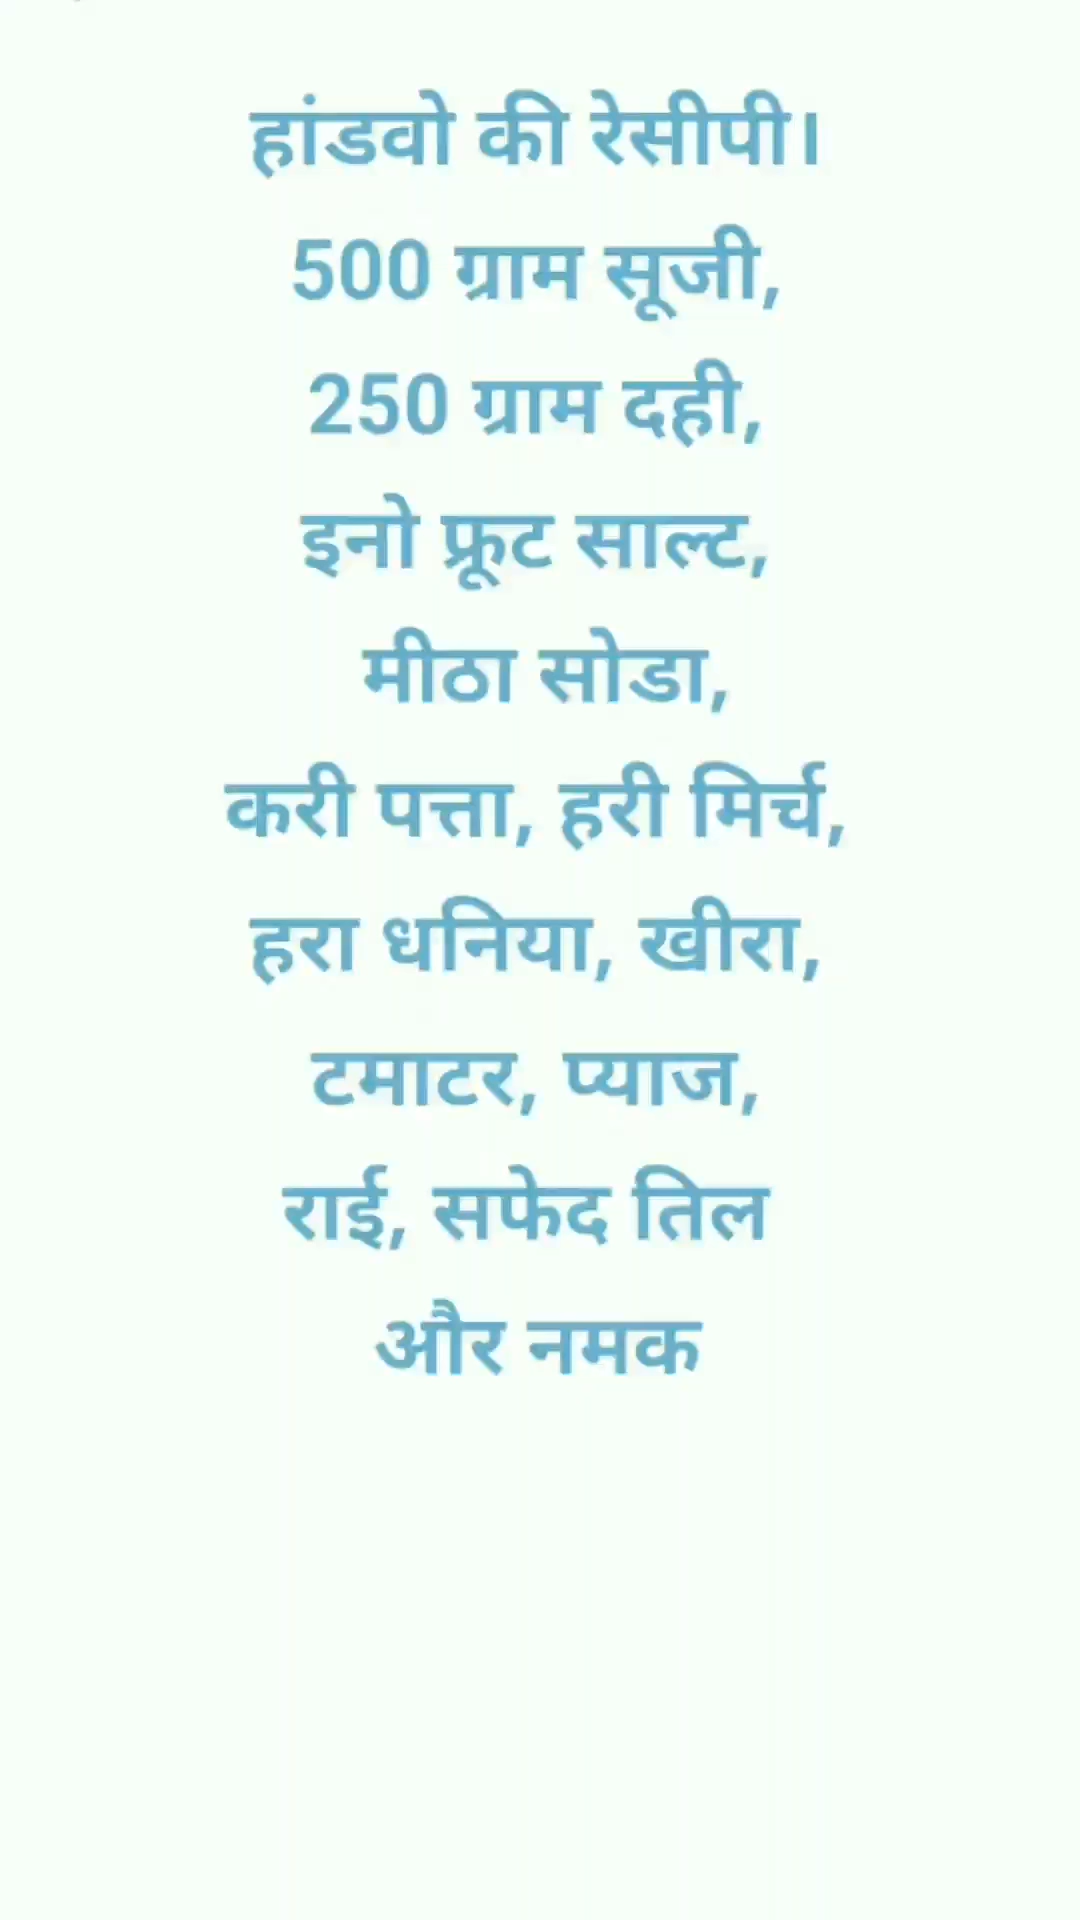 हांडवो की रेसीपी।
500 ग्राम सूजी,
250 ग्राम दही,
इनो फ्रूट साल्ट,
मीठा सोडा,
करी पत्ता, हरी मिर्च,
हरा धनिया, खीरा,
टमाटर, प्याज,
राई, सफेद तिल
और नमक